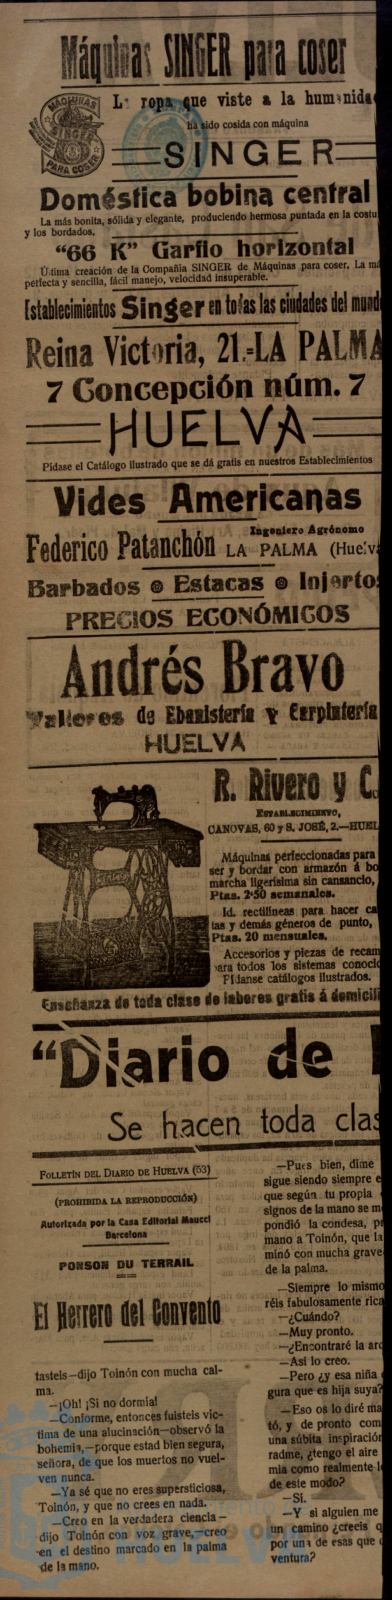 Máquinas SINGER para coser
MÁQUINAS
SINGER
PARA COSER
La ropa que viste a la humanida
ha sido cosida con máquina
SINGER
Doméstica bobina central
La más bonita, sólida y elegante, produciendo hermosa puntada en la costu
y los bordados.
"66 K" Garfio horizontal
Última creación de la Compañía SINGER de Máquinas para coser. La má
perfecta y sencilla, fácil manejo, velocidad insuperable.
Establecimientos Singer en todas las ciudades del mund
Reina Victoria, 21.=LA PALMA
7 Concepción núm. 7
HUELVA
Pídase el Catálogo ilustrado que se dá gratis en nuestros Establecimientos
Vides Americanas
Ingeniero Agrónomo
Federico Patanchón LA PALMA (Huelva
Barbados Estacas Injerto
PRECIOS ECONÓMICOS
Andrés Bravo
Talleres de Ebanistería y Carpintería
HUELVA
R. Rivero y C.
ESTABLECIMIENTO,
CANOVAS, 60 y S. JOSÉ, 2.—HUEL
Máquinas perfeccionadas para
ser y bordar con armazón á bo
marcha ligerísima sin cansancio,
Ptas. 2'50 semanales.
Id. rectilíneas para hacer ca
tas y demás géneros de punto,
Ptas. 20 mensuales.
Accesorios y piezas de recam
para todos los sistemas conoci
Pídanse catálogos ilustrados.
Enseñanza de toda clase de labores gratis á domicili
"Diario de
Se hacen toda clas
FOLLETÍN DEL DIARIO DE HUELVA (53)
(PROHIBIDA LA REPRODUCCIÓN)
Autorizada por la Casa Editorial Maucci
Barcelona
PONSON DU TERRAIL
El Herrero del Convento
tasteis—dijo Toinón con mucha cal-
ma.
—¡Oh! ¡Si no dormía!
—Conforme, entonces fuisteis víc-
tima de una alucinación—observó la
bohemia,—porque estad bien segura,
señora, de que los muertos no vuel-
ven nunca.
—Ya sé que no eres supersticiosa,
Toinón, y que no crees en nada.
—Creo en la verdadera ciencia—
dijo Toinón con voz grave,—creo
en el destino marcado en la palma
de la mano.
—Pues bien, dime
sigue siendo siempre e
que según tu propia
signos de la mano se m
pondió la condesa, pr
mano a Toinón, que la
minó con mucha grave
de la palma.
—Siempre lo mismo
réis fabulosamente rica
—¿Cuándo?
—Muy pronto.
—¿Encontraré la arq
—Así lo creo.
—Pero ¿y esa niña
gura que es hija suya?
—Eso os lo diré ma
tó, y de pronto com
una súbita inspiración
radme, ¿tengo el aire
mia como realmente l
de este modo?
—Sí.
—Y si alguien me
un camino ¿creeis q
por una de esas que
ventura?